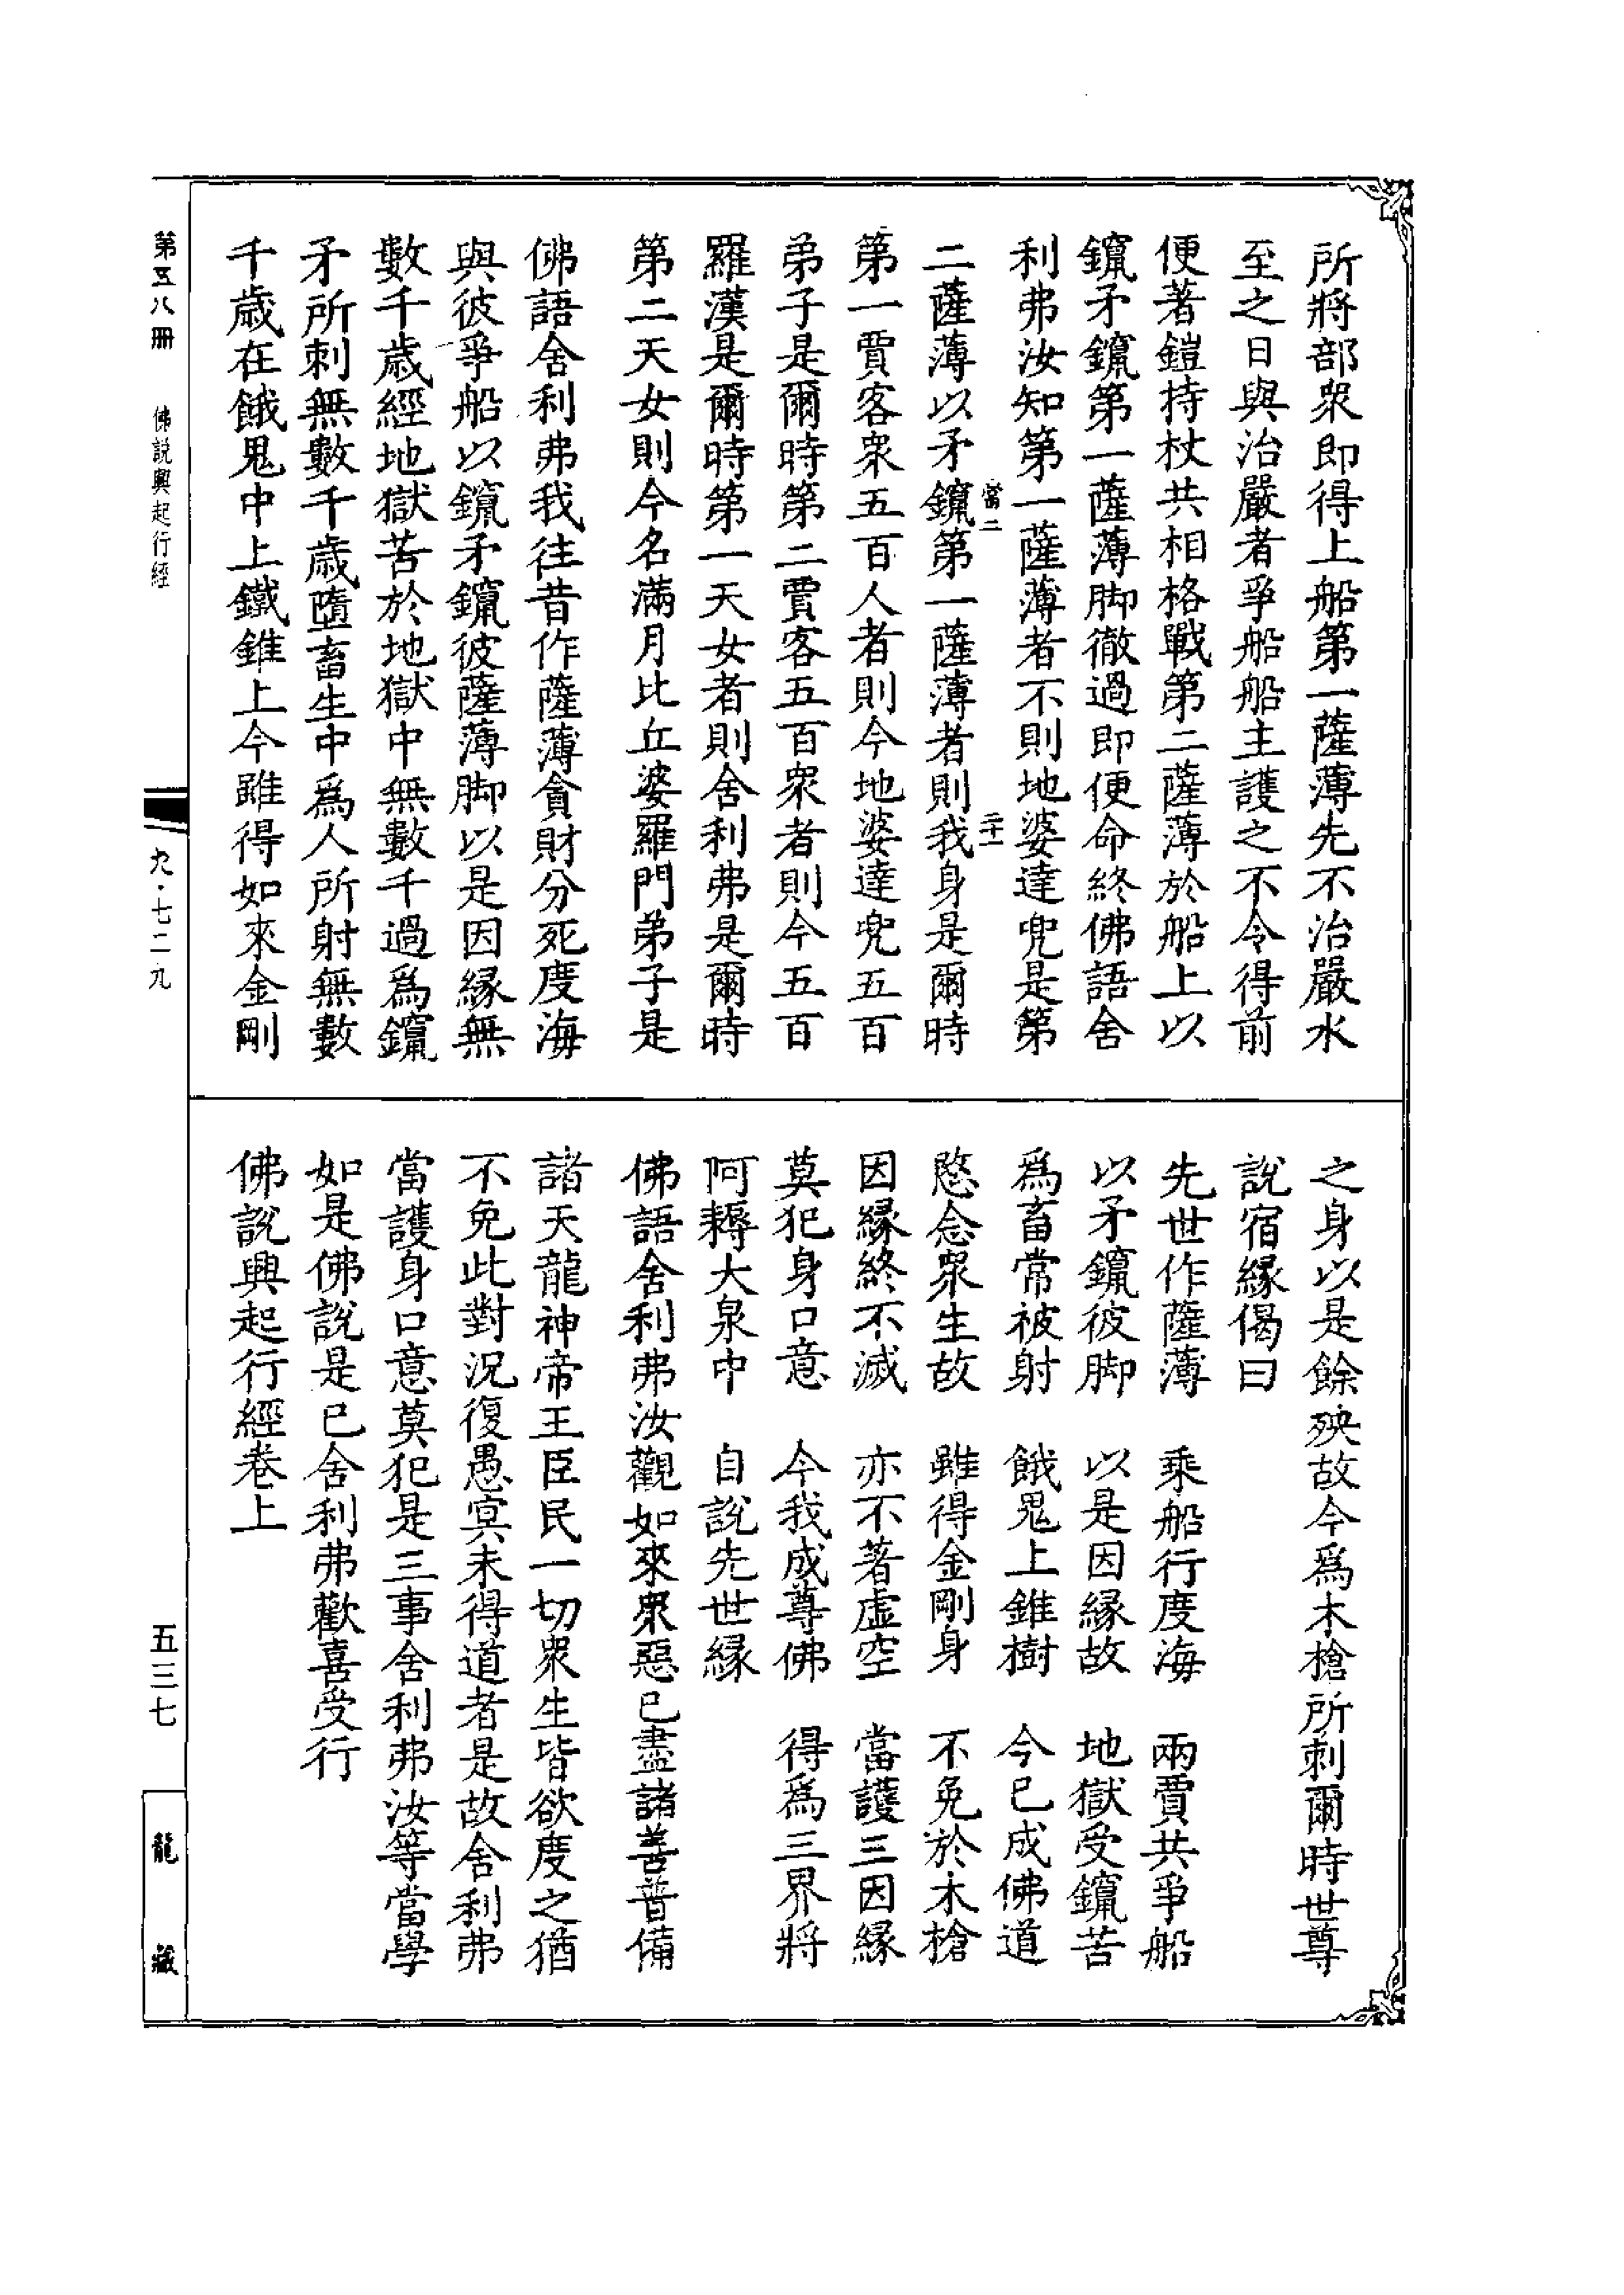 所將部衆即得上船第一薩薄先不治嚴水
至之日與治嚴者爭船船主護之不令得前
便著鎧持杖共相格戰第二薩薄於船上以
鑹矛鑹第一薩薄脚徹過即便命終佛語舍
利弗汝知第一薩薄者不則地婆達兜是第
當二 二十一
二薩薄以矛鑹第一薩薄者則我身是爾時
第一賈客衆五百人者則今地婆達兜五百
弟子是爾時第二賈客五百衆者則今五百
羅漢是爾時第一天女者則舍利弗是爾時
第二天女則今名滿月比丘婆羅門弟子是
佛語舍利弗我往昔作薩薄貪財分死度海
與彼爭船以鑹矛鑹彼薩薄脚以是因緣無
數千歲經地獄苦於地獄中無數千過爲鑹
矛所刺無數千歲墮畜生中爲人所射無數
千歲在餓鬼中上鐵錐上今雖得如來金剛
之身以是餘殃故今爲木槍所刺爾時世尊
說宿緣偈曰
先世作薩薄 乘船行度海 兩賈共爭船
以矛鑹彼脚 以是因緣故 地獄受鑹苦
爲畜常被射 餓鬼上錐樹 今已成佛道
愍念衆生故 雖得金剛身 不免於木槍
因緣終不滅 亦不著虛空 當護三因緣
莫犯身口意 今我成尊佛 得爲三界將
阿耨大泉中 自說先世緣
佛語舍利弗汝觀如來衆惡已盡諸善普備
諸天龍神帝王臣民一切衆生皆欲度之猶
不免此對況復愚冥未得道者是故舍利弗
當護身口意莫犯是三事舍利弗汝等當學
如是佛說是已舍利弗歡喜受行
佛說興起行經卷上
第五八冊 佛說興起行經
九·七二九
五三七
龍藏